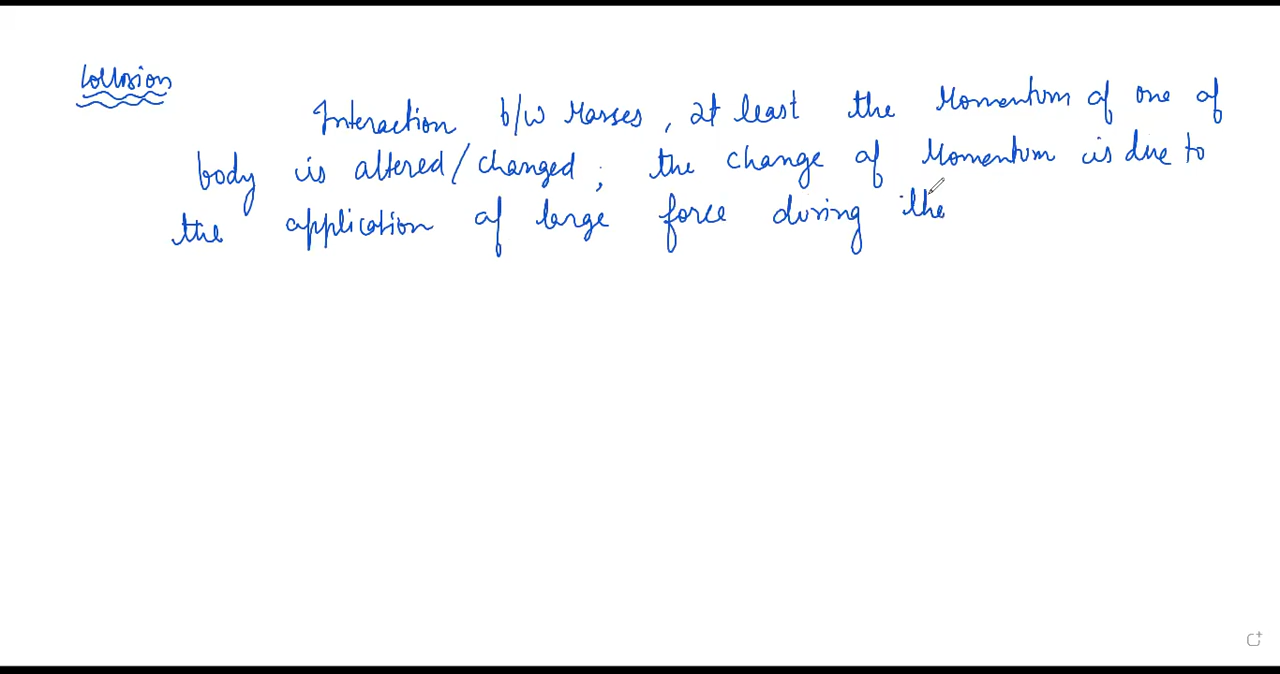 Collision
Interaction b/w Masses, at least the Momentum of one of
body is altered/changed; the change of Momentum is due to
the application of large force during the